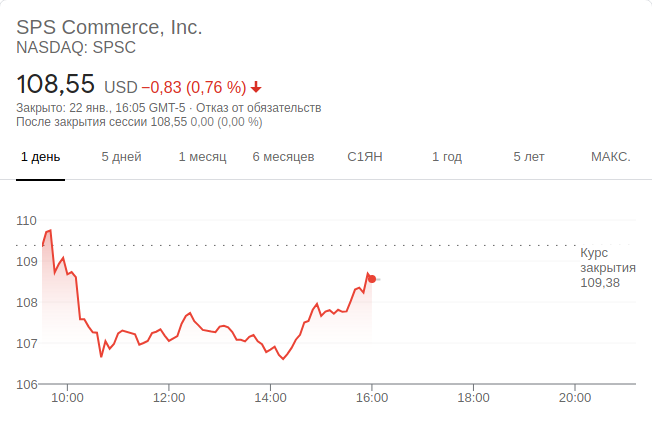 SPS Commerce, Inc.
NASDAQ: SPSC
108,55 USD −0,83 (0,76 %)
Закрыто: 22 янв., 16:05 GMT-5 · Отказ от обязательств
После закрытия сессии 108,55 0,00 (0,00 %)
1 день 5 дней 1 месяц 6 месяцев С1ЯН 1 год 5 лет МАКС.
110
Курс
109
закрытия
109,38
108
107
106
10:00 12:00 14:00 16:00 18:00 20:00